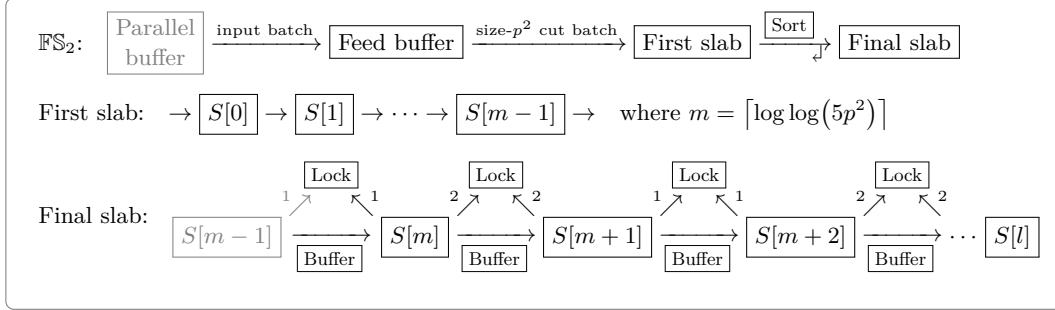 𝔽𝕊₂: Parallel buffer input batch Feed buffer size-p² cut batch First slab Sort Final slab
First slab: → S[0] → S[1] → ⋯ → S[m − 1] → where m = ⌈log log(5p²)⌉
Lock Lock Lock Lock
1 1 2 2 1 1 2 2
Final slab: S[m − 1] S[m] S[m + 1] S[m + 2] ⋯ S[l]
Buffer Buffer Buffer Buffer